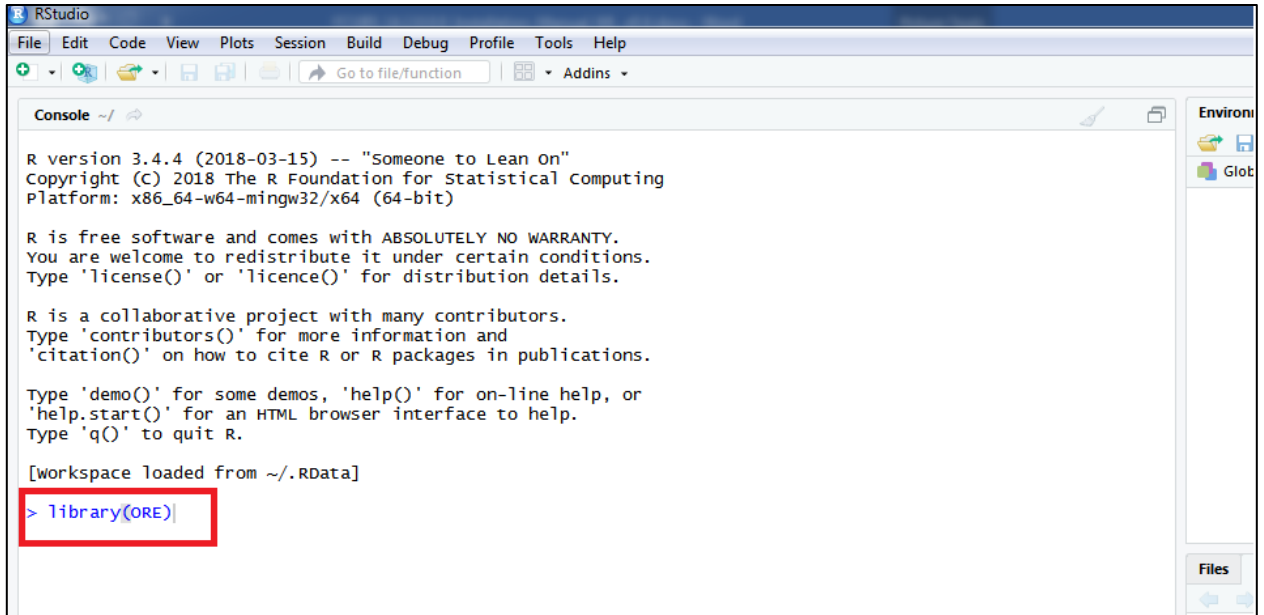 RStudio
File Edit Code View Plots Session Build Debug Profile Tools Help
Go to file/function Addins
Console ~/
Environ
Glob
R version 3.4.4 (2018-03-15) -- "Someone to Lean On"
Copyright (C) 2018 The R Foundation for Statistical Computing
Platform: x86_64-w64-mingw32/x64 (64-bit)
R is free software and comes with ABSOLUTELY NO WARRANTY.
You are welcome to redistribute it under certain conditions.
Type 'license()' or 'licence()' for distribution details.
R is a collaborative project with many contributors.
Type 'contributors()' for more information and
'citation()' on how to cite R or R packages in publications.
Type 'demo()' for some demos, 'help()' for on-line help, or
'help.start()' for an HTML browser interface to help.
Type 'q()' to quit R.
[Workspace loaded from ~/.RData]
> library(ORE)
Files